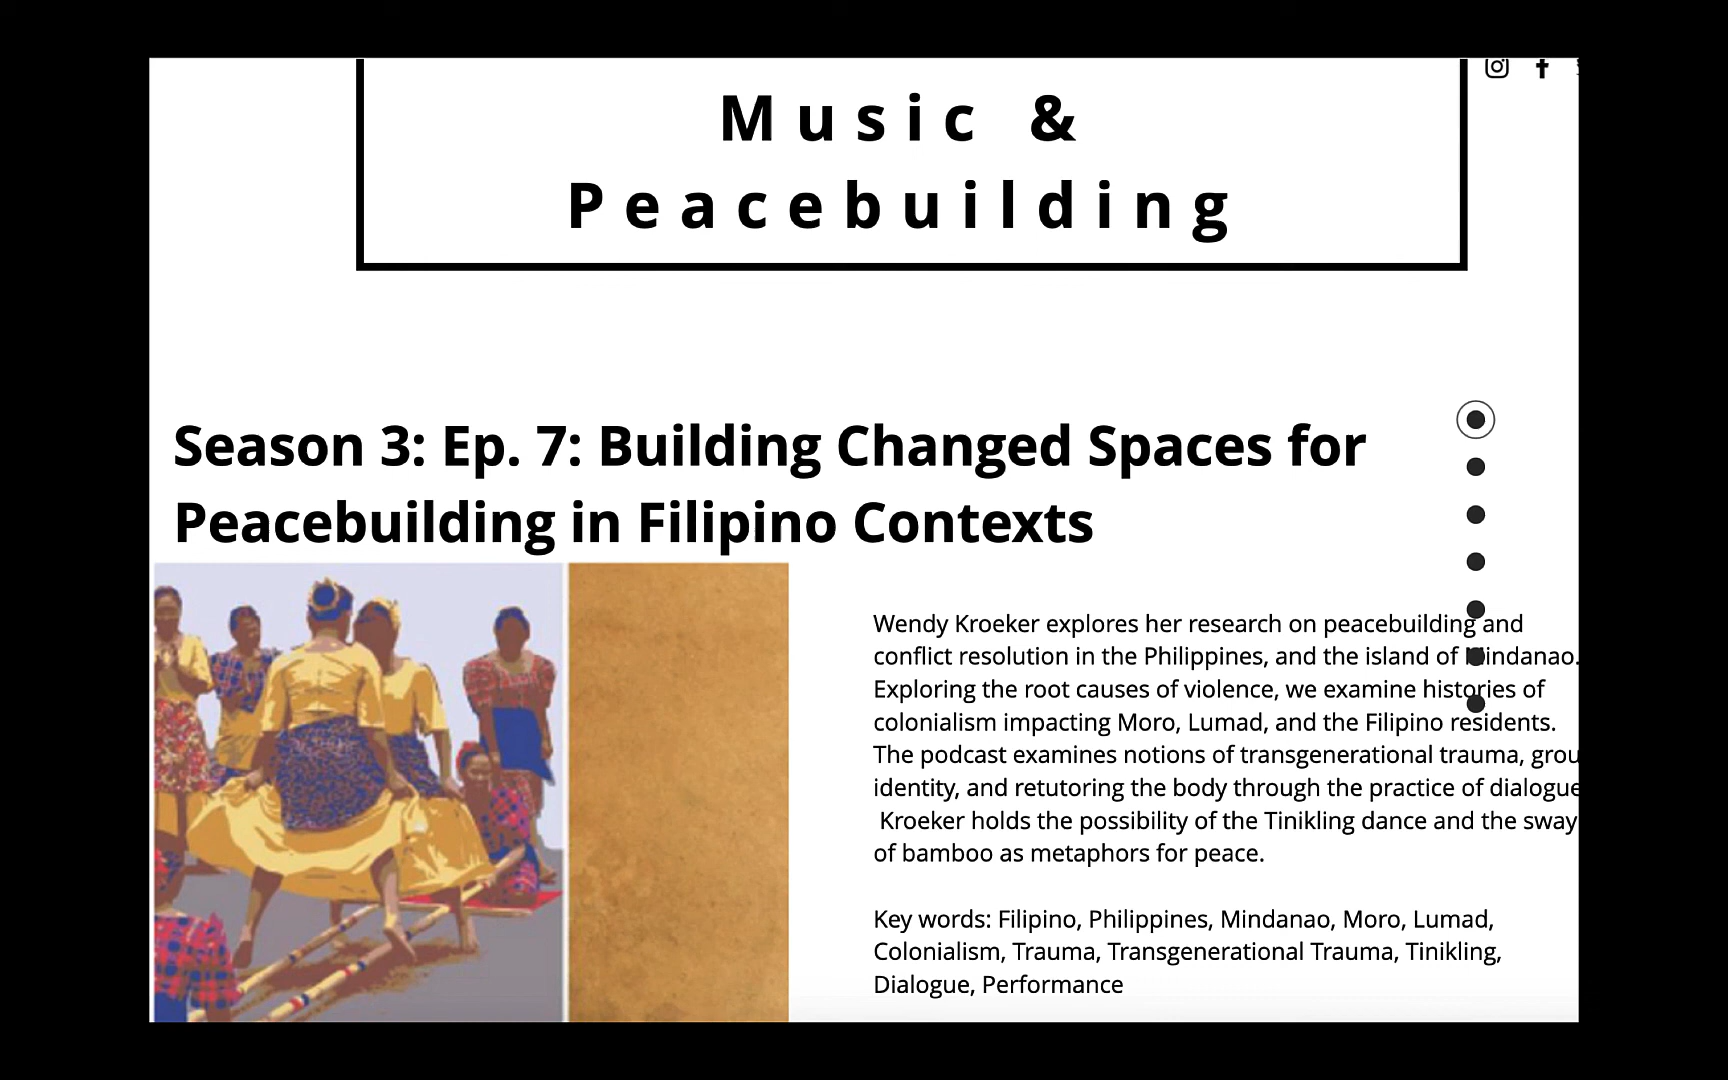 Music &
Peacebuilding
Season 3: Ep. 7: Building Changed Spaces for
Peacebuilding in Filipino Contexts
Wendy Kroeker explores her research on peacebuilding and
conflict resolution in the Philippines, and the island of Mindanao.
Exploring the root causes of violence, we examine histories of
colonialism impacting Moro, Lumad, and the Filipino residents.
The podcast examines notions of transgenerational trauma, grou
identity, and retutoring the body through the practice of dialogue
Kroeker holds the possibility of the Tinikling dance and the sway
of bamboo as metaphors for peace.
Key words: Filipino, Philippines, Mindanao, Moro, Lumad,
Colonialism, Trauma, Transgenerational Trauma, Tinikling,
Dialogue, Performance